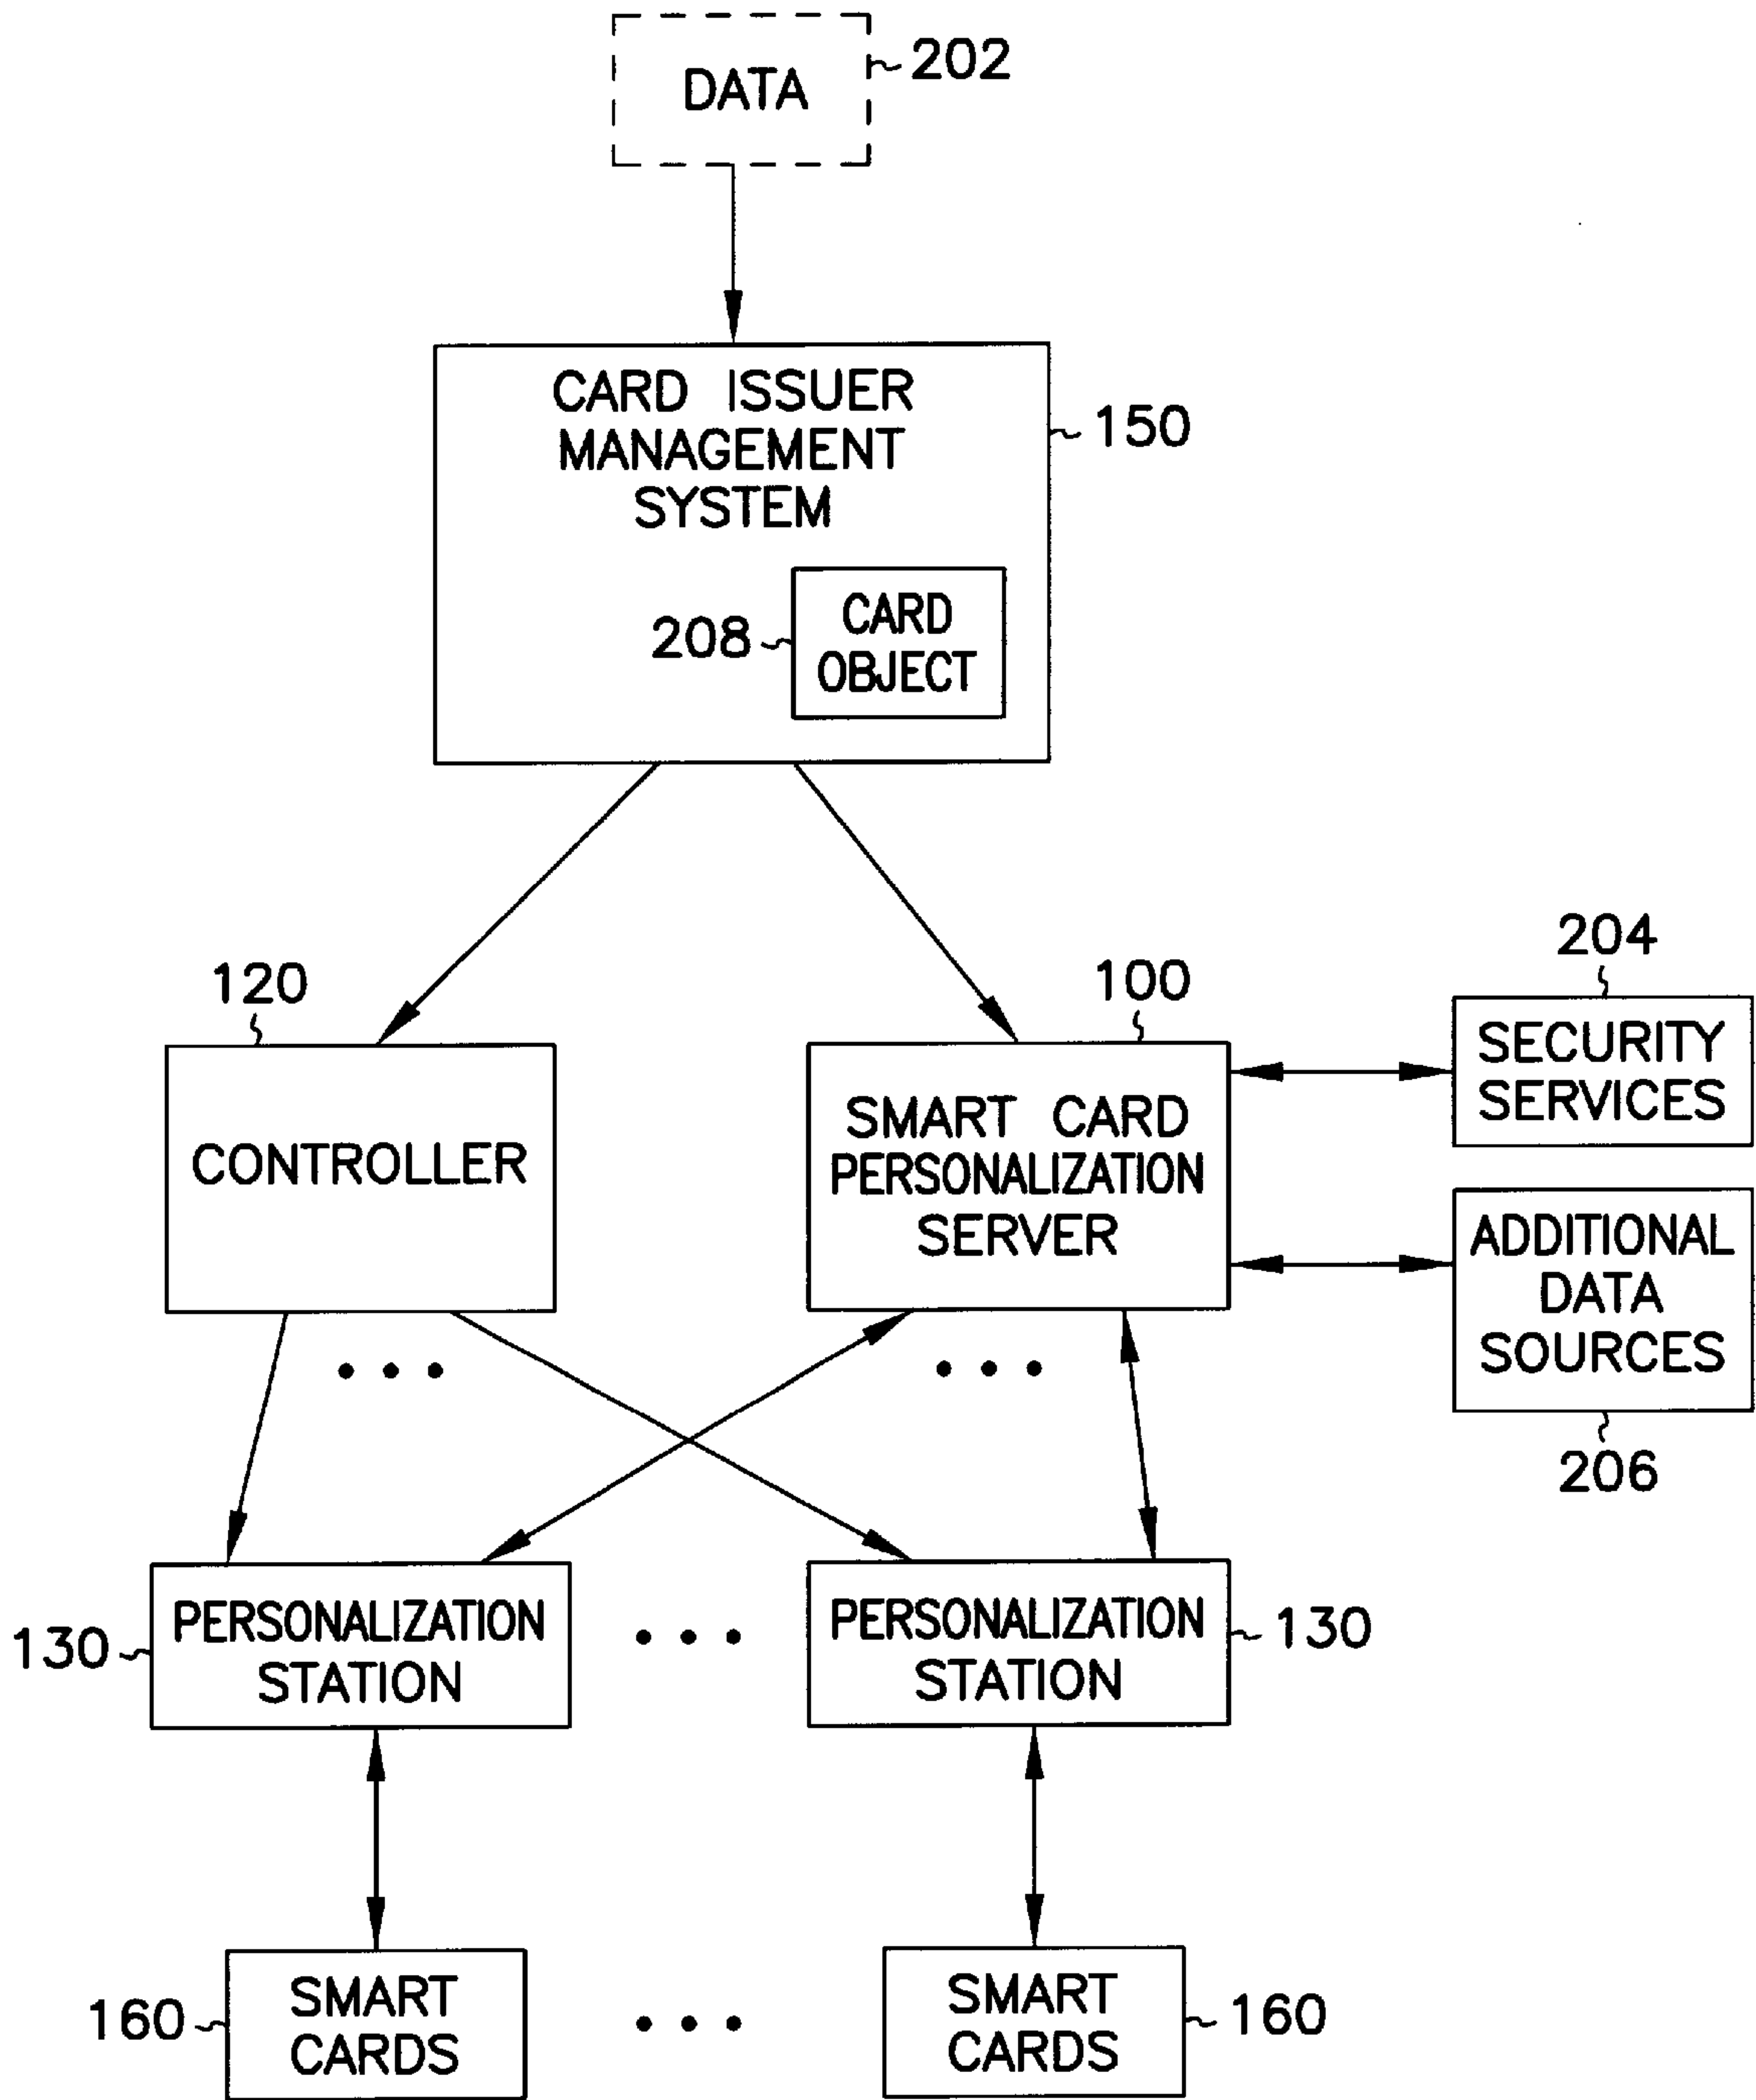 DATA
202
CARD ISSUER
MANAGEMENT
SYSTEM
150
208
CARD
OBJECT
120
100
204
CONTROLLER
SMART CARD
PERSONALIZATION
SERVER
SECURITY
SERVICES
ADDITIONAL
DATA
SOURCES
206
130
PERSONALIZATION
STATION
PERSONALIZATION
STATION
130
160
SMART
CARDS
SMART
CARDS
160